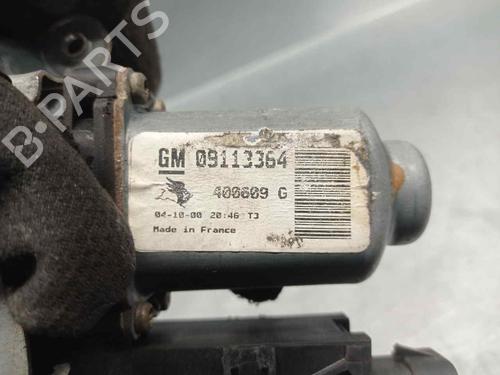 GM 09113364
400609 G
04-10-00 20:46 T3
Made in France
B-PARTS